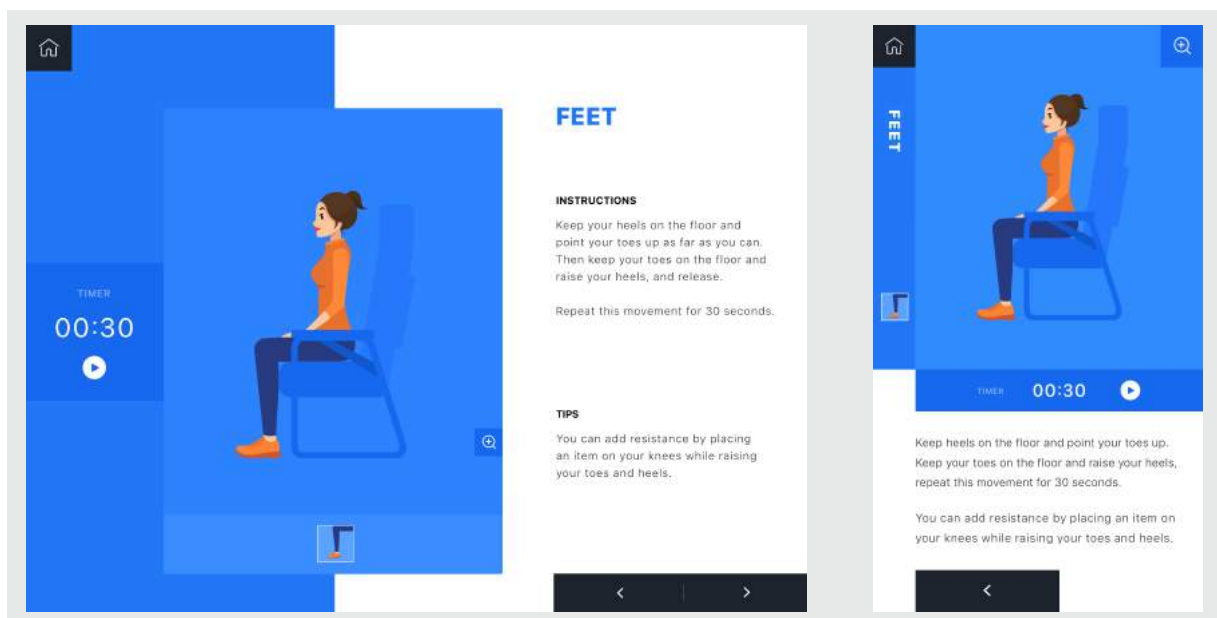 FEET
INSTRUCTIONS
Keep your heels on the floor and
point your toes up as far as you can.
Then keep your toes on the floor and
raise your heels, and release.
Repeat this movement for 30 seconds.
TIMER
00:30
TIPS
You can add resistance by placing
an item on your knees while raising
your toes and heels.
FEET
TIMER 00:30
Keep heels on the floor and point your toes up.
Keep your toes on the floor and raise your heels,
repeat this movement for 30 seconds.
You can add resistance by placing an item on
your knees while raising your toes and heels.